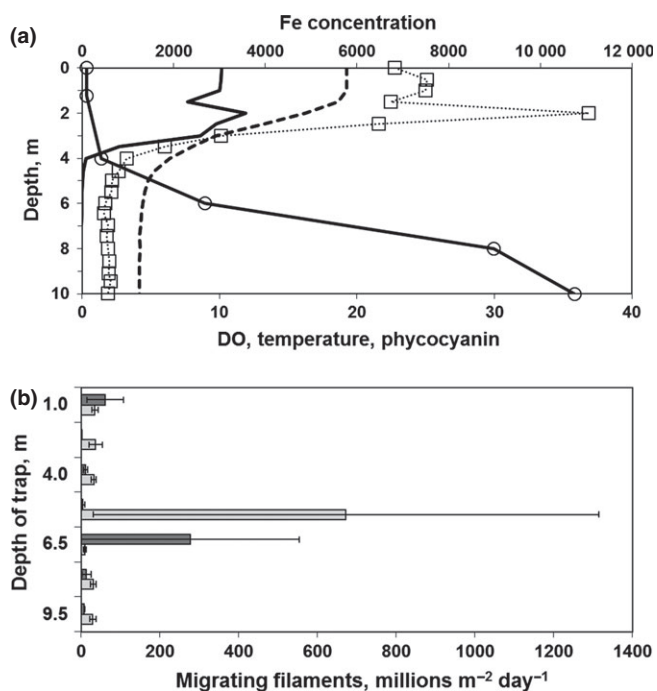 (a)
Fe concentration
0 2000 4000 6000 8000 10 000 12 000
Depth, m
0
2
4
6
8
10
0 10 20 30 40
DO, temperature, phycocyanin
(b)
Depth of trap, m
1.0
4.0
6.5
9.5
0 200 400 600 800 1000 1200 1400
Migrating filaments, millions m⁻² day⁻¹